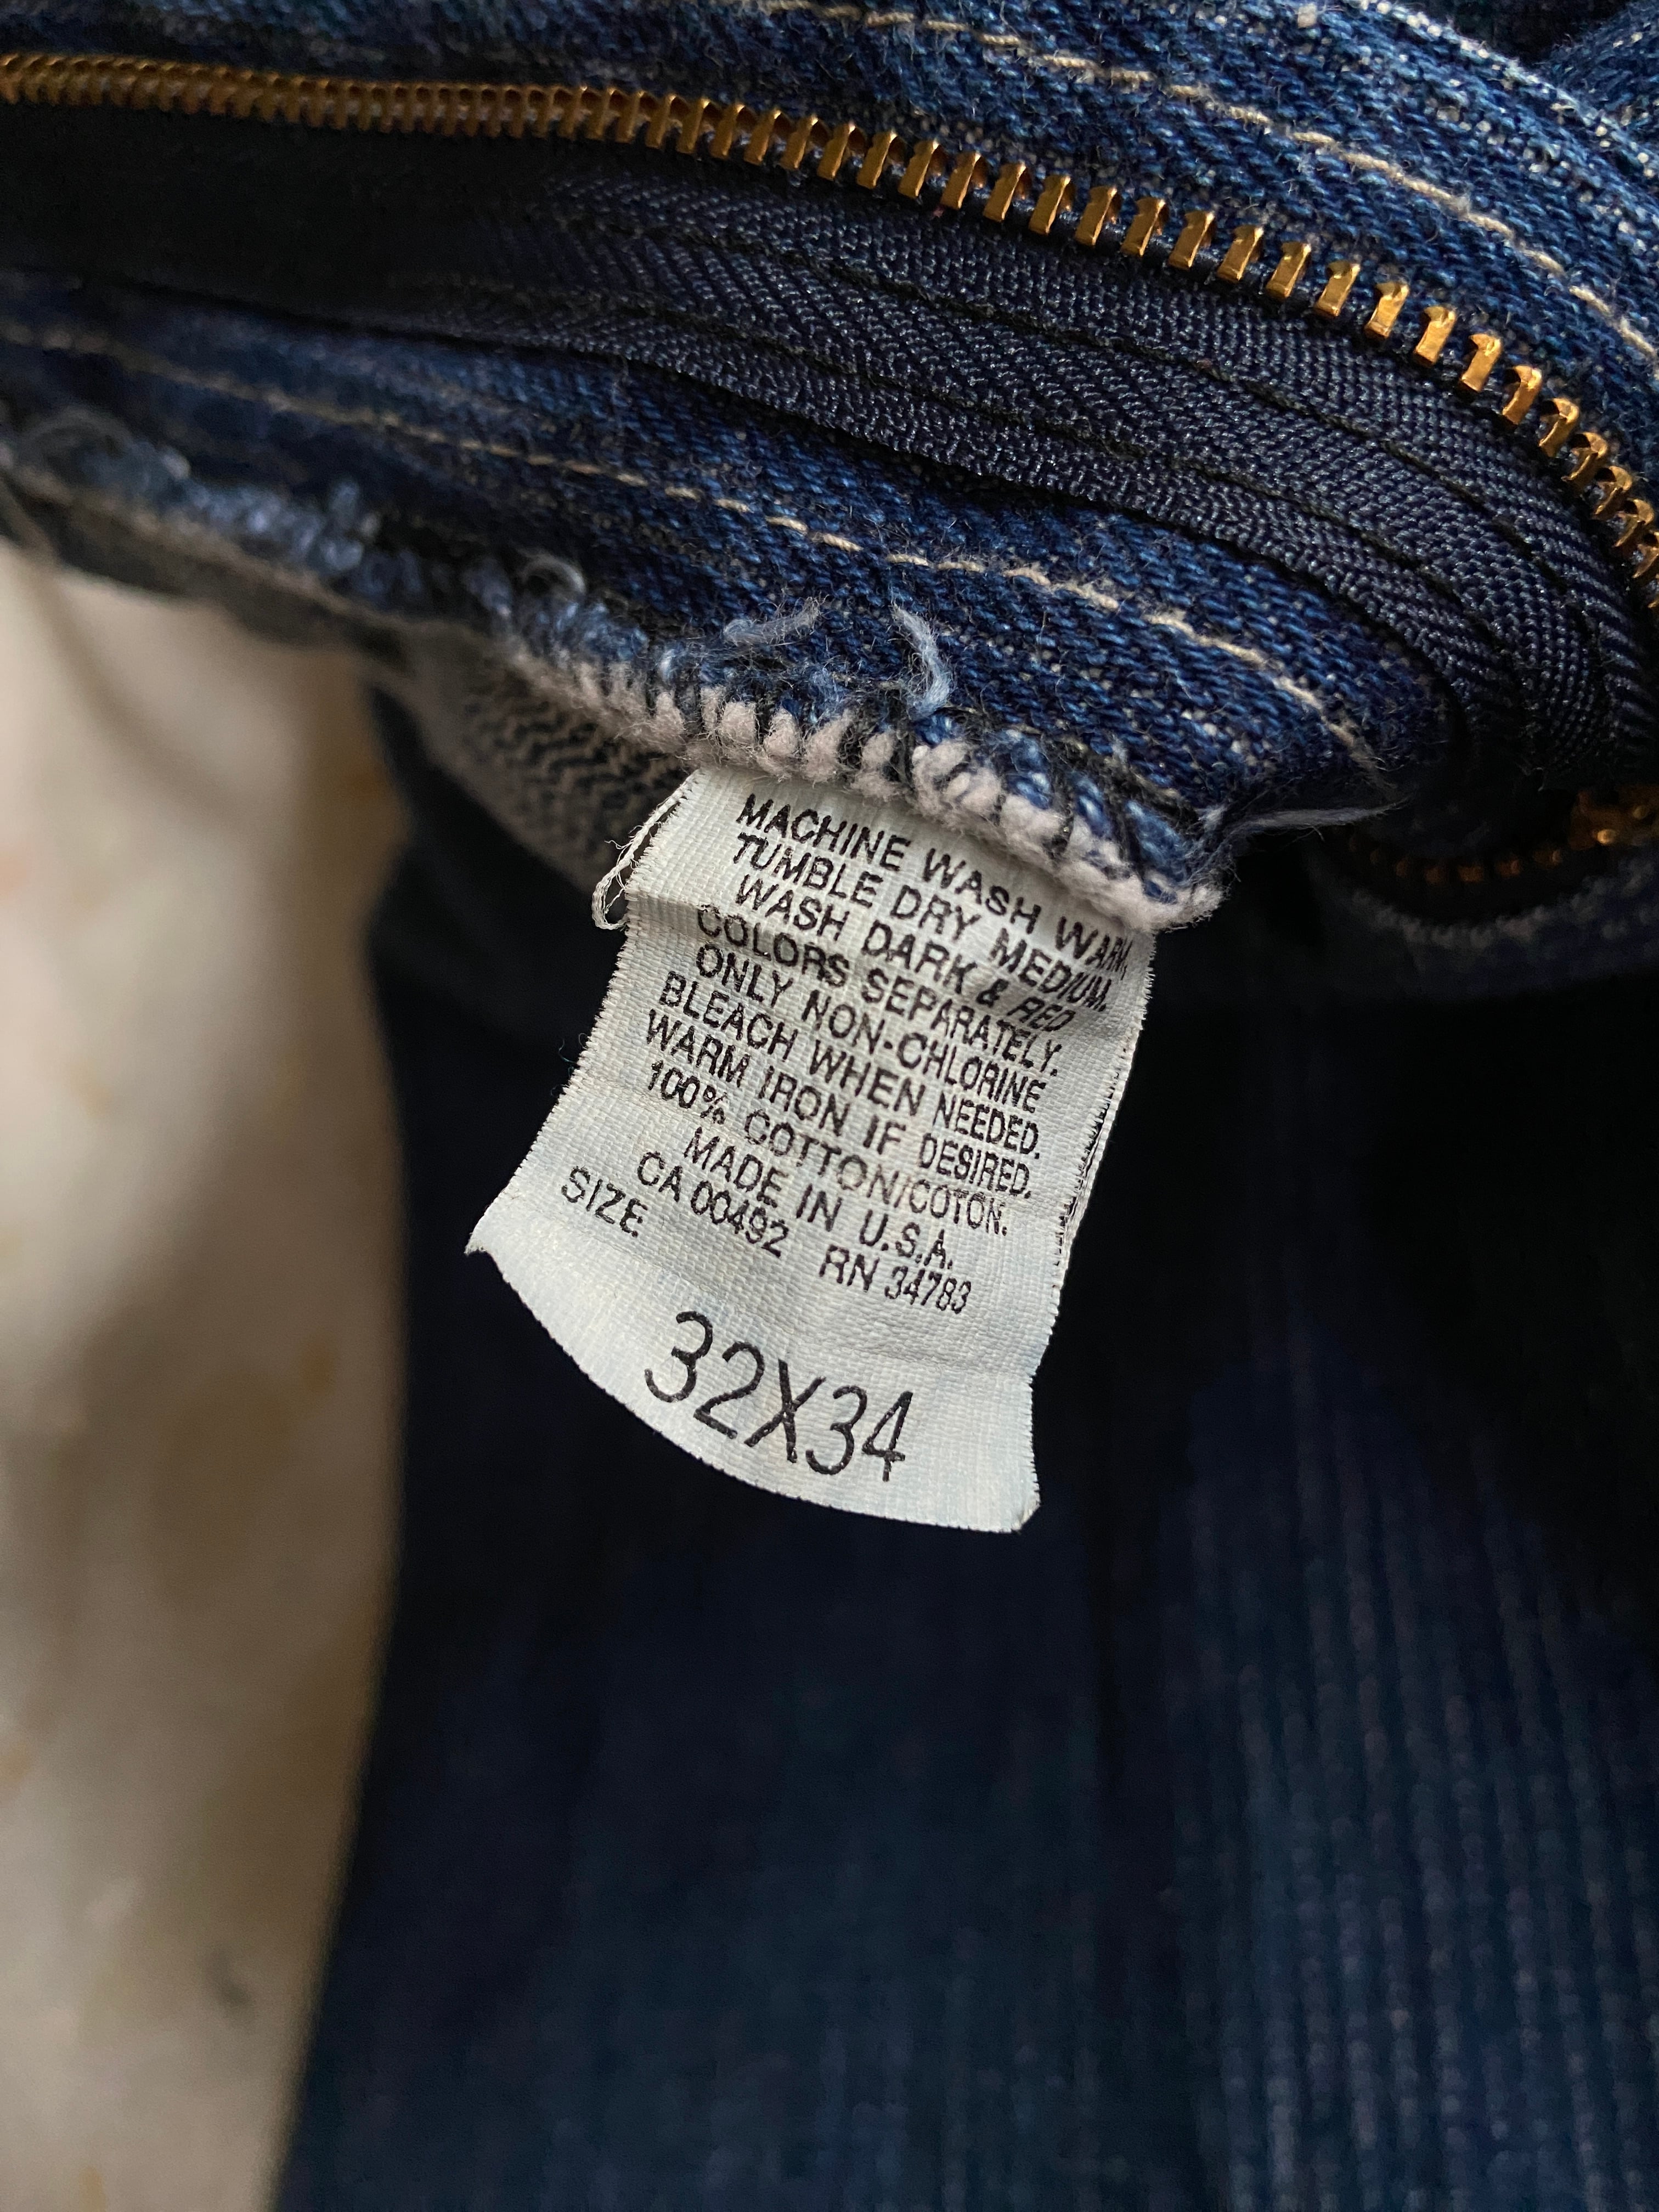 MACHINE WASH WARM,
TUMBLE DRY MEDIUM.
WASH DARK & RED
COLORS SEPARATELY.
ONLY NON-CHLORINE
BLEACH WHEN NEEDED.
WARM IRON IF DESIRED.
100% COTTON/COTON.
MADE IN U.S.A.
CA 00492 RN 34783
SIZE:
32X34